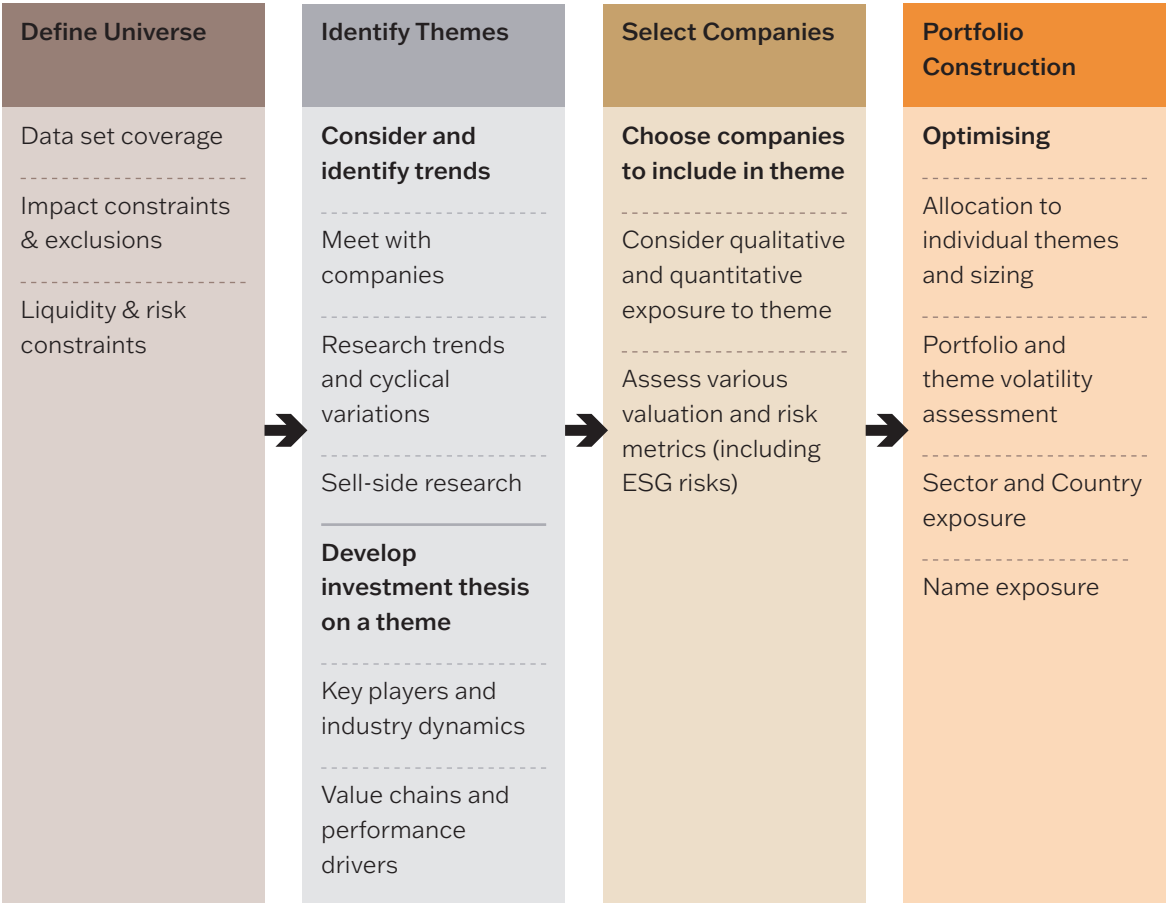 Define Universe
Data set coverage
Impact constraints
& exclusions
Liquidity & risk
constraints
Identify Themes
Consider and
identify trends
Meet with
companies
Research trends
and cyclical
variations
Sell-side research
Develop
investment thesis
on a theme
Key players and
industry dynamics
Value chains and
performance
drivers
Select Companies
Choose companies
to include in theme
Consider qualitative
and quantitative
exposure to theme
Assess various
valuation and risk
metrics (including
ESG risks)
Portfolio
Construction
Optimising
Allocation to
individual themes
and sizing
Portfolio and
theme volatility
assessment
Sector and Country
exposure
Name exposure